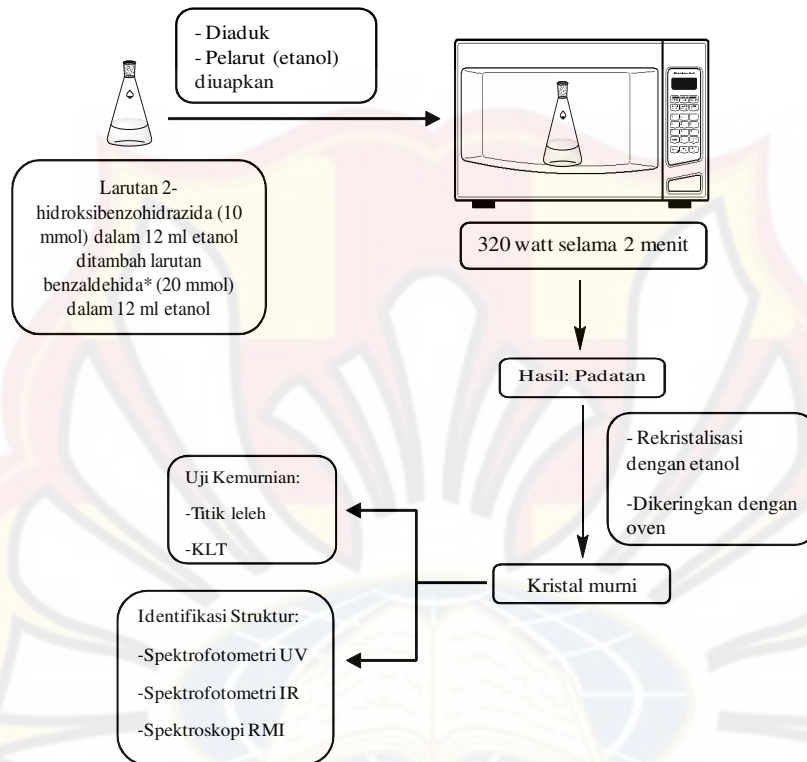 - Diaduk
- Pelarut (etanol)
diuapkan
Larutan 2-
hidroksibenzohidrazida (10
mmol) dalam 12 ml etanol
ditambah larutan
benzaldehida* (20 mmol)
dalam 12 ml etanol
320 watt selama 2 menit
Hasil: Padatan
- Rekristalisasi
dengan etanol
-Dikeringkan dengan
oven
Kristal murni
Uji Kemurnian:
-Titik leleh
-KLT
Identifikasi Struktur:
-Spektrofotometri UV
-Spektrofotometri IR
-Spektroskopi RMI